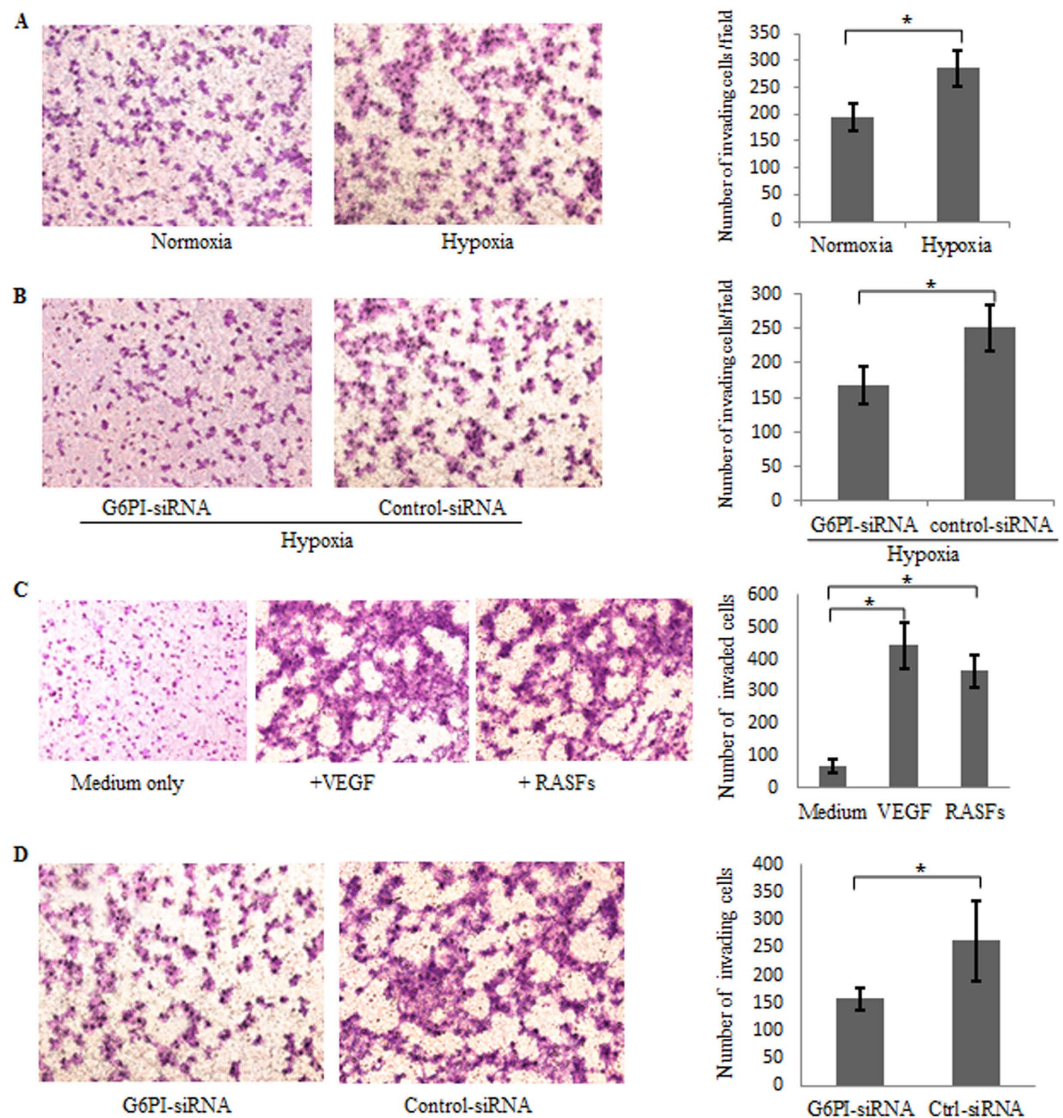 A
Normoxia
Hypoxia
*
Number of invading cells/field
350
300
250
200
150
100
50
0
Normoxia Hypoxia
B
G6PI-siRNA
Control-siRNA
Hypoxia
*
Number of invading cells/field
300
250
200
150
100
50
0
G6PI-siRNA control-siRNA
Hypoxia
C
Medium only
+VEGF
+ RASFs
*
*
Number of invaded cells
600
500
400
300
200
100
0
Medium VEGF RASFs
D
G6PI-siRNA
Control-siRNA
*
Number of invading cells
400
350
300
250
200
150
100
50
0
G6PI-siRNA Ctrl-siRNA